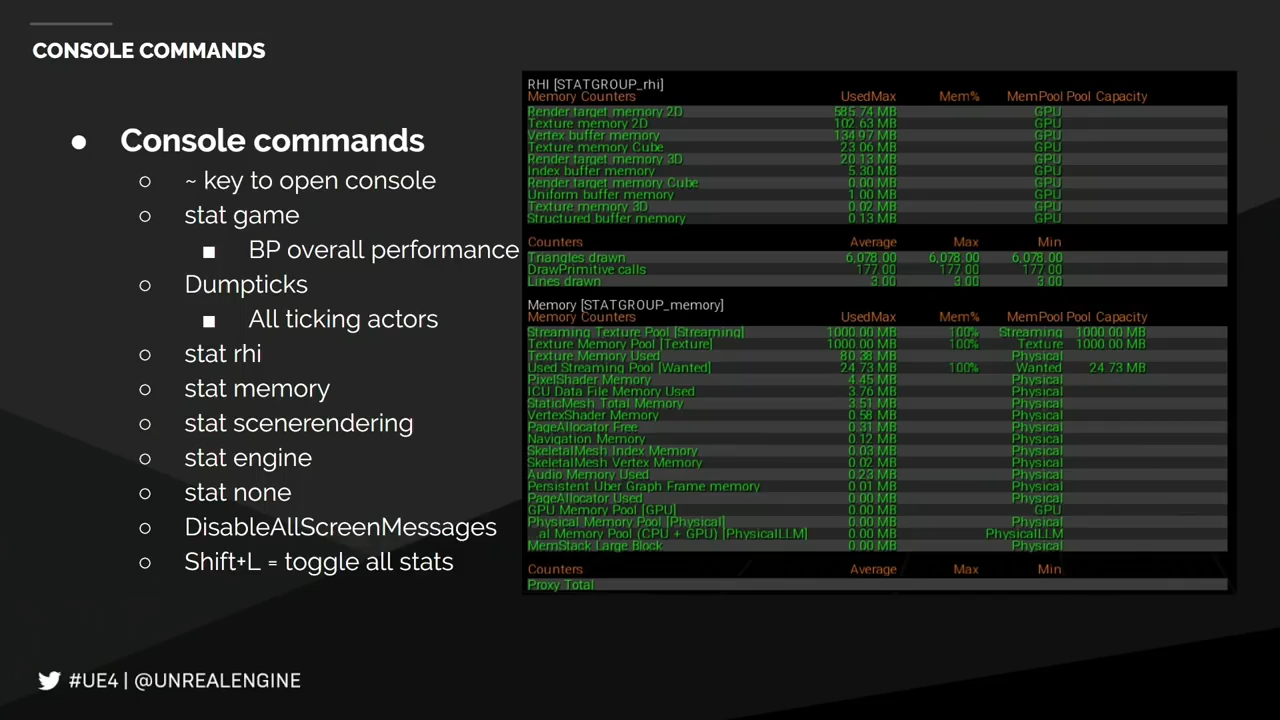 CONSOLE COMMANDS
● Console commands
○ ~ key to open console
○ stat game
■ BP overall performance
○ Dumpticks
■ All ticking actors
○ stat rhi
○ stat memory
○ stat scenerendering
○ stat engine
○ stat none
○ DisableAllScreenMessages
○ Shift+L = toggle all stats
RHI [STATGROUP_rhi]
Memory Counters UsedMax Mem% MemPool Pool Capacity
Render target memory 2D 585.74 MB GPU
Texture memory 2D 102.63 MB GPU
Vertex buffer memory 134.97 MB GPU
Texture memory Cube 23.06 MB GPU
Render target memory 3D 20.13 MB GPU
Index buffer memory 5.30 MB GPU
Render target memory Cube 0.00 MB GPU
Uniform buffer memory 1.00 MB GPU
Texture memory 3D 0.02 MB GPU
Structured buffer memory 0.13 MB GPU
Counters Average Max Min
Triangles drawn 6,078.00 6,078.00 6,078.00
DrawPrimitive calls 177.00 177.00 177.00
Lines drawn 3.00 3.00 3.00
Memory [STATGROUP_memory]
Memory Counters UsedMax Mem% MemPool Pool Capacity
Streaming Texture Pool [Streaming] 1000.00 MB 100% Streaming 1000.00 MB
Texture Memory Pool [Texture] 1000.00 MB 100% Texture 1000.00 MB
Texture Memory Used 80.38 MB Physical
Used Streaming Pool [Wanted] 24.73 MB 100% Wanted 24.73 MB
PixelShader Memory 4.45 MB Physical
ICU Data File Memory Used 3.76 MB Physical
StaticMesh Total Memory 3.51 MB Physical
VertexShader Memory 0.58 MB Physical
PageAllocator Free 0.31 MB Physical
Navigation Memory 0.12 MB Physical
SkeletalMesh Index Memory 0.03 MB Physical
SkeletalMesh Vertex Memory 0.02 MB Physical
Audio Memory Used 0.23 MB Physical
Persistent Uber Graph Frame memory 0.01 MB Physical
PageAllocator Used 0.00 MB Physical
GPU Memory Pool [GPU] 0.00 MB GPU
Physical Memory Pool [Physical] 0.00 MB Physical
...al Memory Pool (CPU + GPU) [PhysicalLLM] 0.00 MB PhysicalLLM
MemStack Large Block 0.00 MB Physical
Counters Average Max Min
Proxy Total
#UE4 | @UNREALENGINE